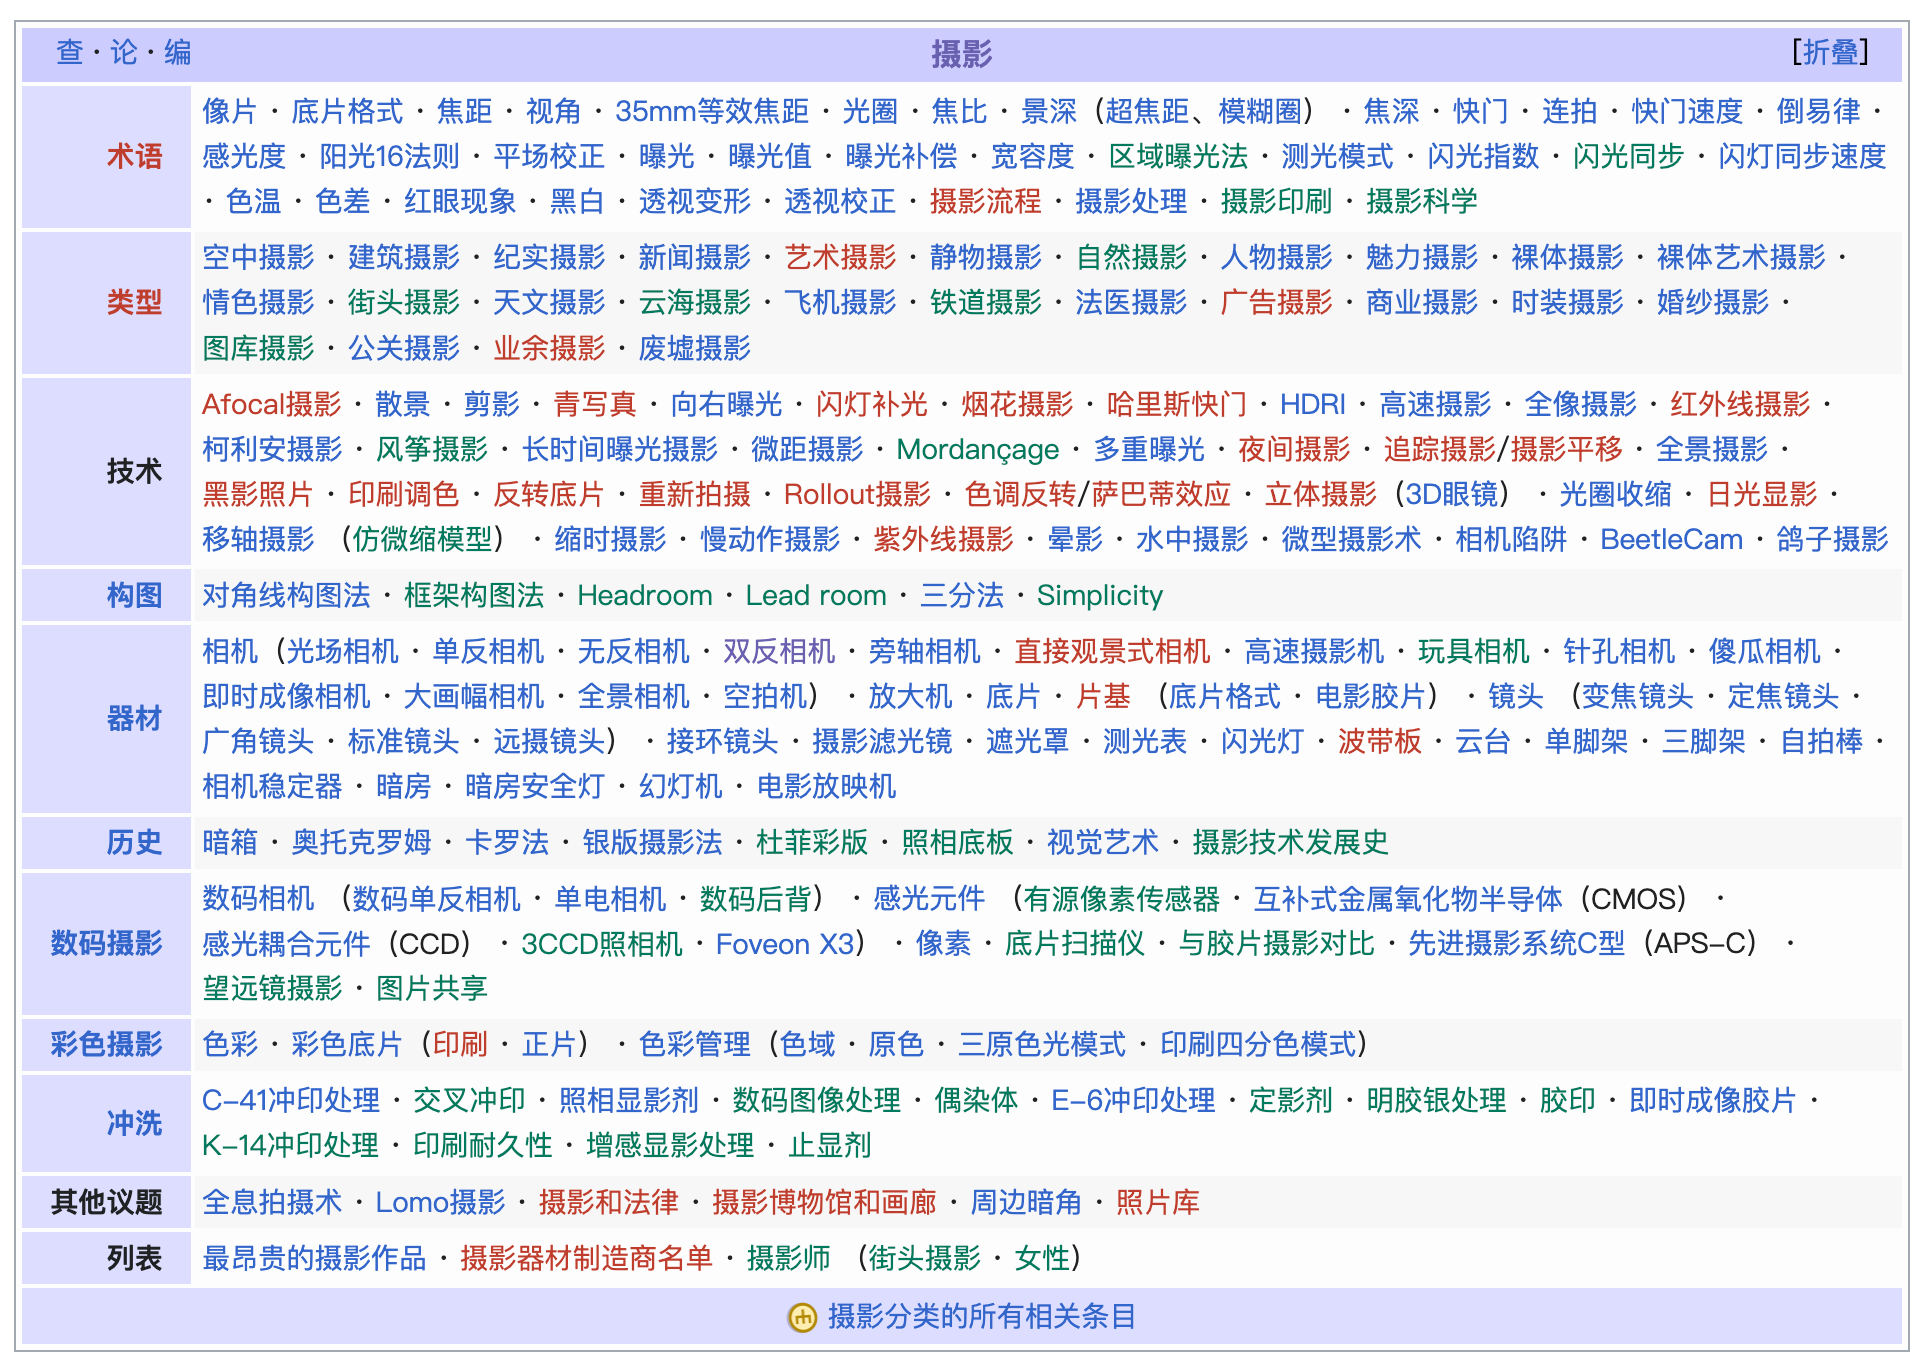 查·论·编 摄影 [折叠]
术语
像片 · 底片格式 · 焦距 · 视角 · 35mm等效焦距 · 光圈 · 焦比 · 景深（超焦距、模糊圈） · 焦深 · 快门 · 连拍 · 快门速度 · 倒易律 ·
感光度 · 阳光16法则 · 平场校正 · 曝光 · 曝光值 · 曝光补偿 · 宽容度 · 区域曝光法 · 测光模式 · 闪光指数 · 闪光同步 · 闪灯同步速度
· 色温 · 色差 · 红眼现象 · 黑白 · 透视变形 · 透视校正 · 摄影流程 · 摄影处理 · 摄影印刷 · 摄影科学
类型
空中摄影 · 建筑摄影 · 纪实摄影 · 新闻摄影 · 艺术摄影 · 静物摄影 · 自然摄影 · 人物摄影 · 魅力摄影 · 裸体摄影 · 裸体艺术摄影 ·
情色摄影 · 街头摄影 · 天文摄影 · 云海摄影 · 飞机摄影 · 铁道摄影 · 法医摄影 · 广告摄影 · 商业摄影 · 时装摄影 · 婚纱摄影 ·
图库摄影 · 公关摄影 · 业余摄影 · 废墟摄影
技术
Afocal摄影 · 散景 · 剪影 · 青写真 · 向右曝光 · 闪灯补光 · 烟花摄影 · 哈里斯快门 · HDRI · 高速摄影 · 全像摄影 · 红外线摄影 ·
柯利安摄影 · 风筝摄影 · 长时间曝光摄影 · 微距摄影 · Mordançage · 多重曝光 · 夜间摄影 · 追踪摄影/摄影平移 · 全景摄影 ·
黑影照片 · 印刷调色 · 反转底片 · 重新拍摄 · Rollout摄影 · 色调反转/萨巴蒂效应 · 立体摄影（3D眼镜） · 光圈收缩 · 日光显影 ·
移轴摄影 （仿微缩模型） · 缩时摄影 · 慢动作摄影 · 紫外线摄影 · 晕影 · 水中摄影 · 微型摄影术 · 相机陷阱 · BeetleCam · 鸽子摄影
构图
对角线构图法 · 框架构图法 · Headroom · Lead room · 三分法 · Simplicity
器材
相机（光场相机 · 单反相机 · 无反相机 · 双反相机 · 旁轴相机 · 直接观景式相机 · 高速摄影机 · 玩具相机 · 针孔相机 · 傻瓜相机 ·
即时成像相机 · 大画幅相机 · 全景相机 · 空拍机） · 放大机 · 底片 · 片基 （底片格式 · 电影胶片） · 镜头 （变焦镜头 · 定焦镜头 ·
广角镜头 · 标准镜头 · 远摄镜头） · 接环镜头 · 摄影滤光镜 · 遮光罩 · 测光表 · 闪光灯 · 波带板 · 云台 · 单脚架 · 三脚架 · 自拍棒 ·
相机稳定器 · 暗房 · 暗房安全灯 · 幻灯机 · 电影放映机
历史
暗箱 · 奥托克罗姆 · 卡罗法 · 银版摄影法 · 杜菲彩版 · 照相底板 · 视觉艺术 · 摄影技术发展史
数码摄影
数码相机 （数码单反相机 · 单电相机 · 数码后背） · 感光元件 （有源像素传感器 · 互补式金属氧化物半导体（CMOS） ·
感光耦合元件（CCD） · 3CCD照相机 · Foveon X3） · 像素 · 底片扫描仪 · 与胶片摄影对比 · 先进摄影系统C型（APS-C） ·
望远镜摄影 · 图片共享
彩色摄影
色彩 · 彩色底片（印刷 · 正片） · 色彩管理（色域 · 原色 · 三原色光模式 · 印刷四分色模式）
冲洗
C-41冲印处理 · 交叉冲印 · 照相显影剂 · 数码图像处理 · 偶染体 · E-6冲印处理 · 定影剂 · 明胶银处理 · 胶印 · 即时成像胶片 ·
K-14冲印处理 · 印刷耐久性 · 增感显影处理 · 止显剂
其他议题
全息拍摄术 · Lomo摄影 · 摄影和法律 · 摄影博物馆和画廊 · 周边暗角 · 照片库
列表
最昂贵的摄影作品 · 摄影器材制造商名单 · 摄影师 （街头摄影 · 女性）
摄影分类的所有相关条目